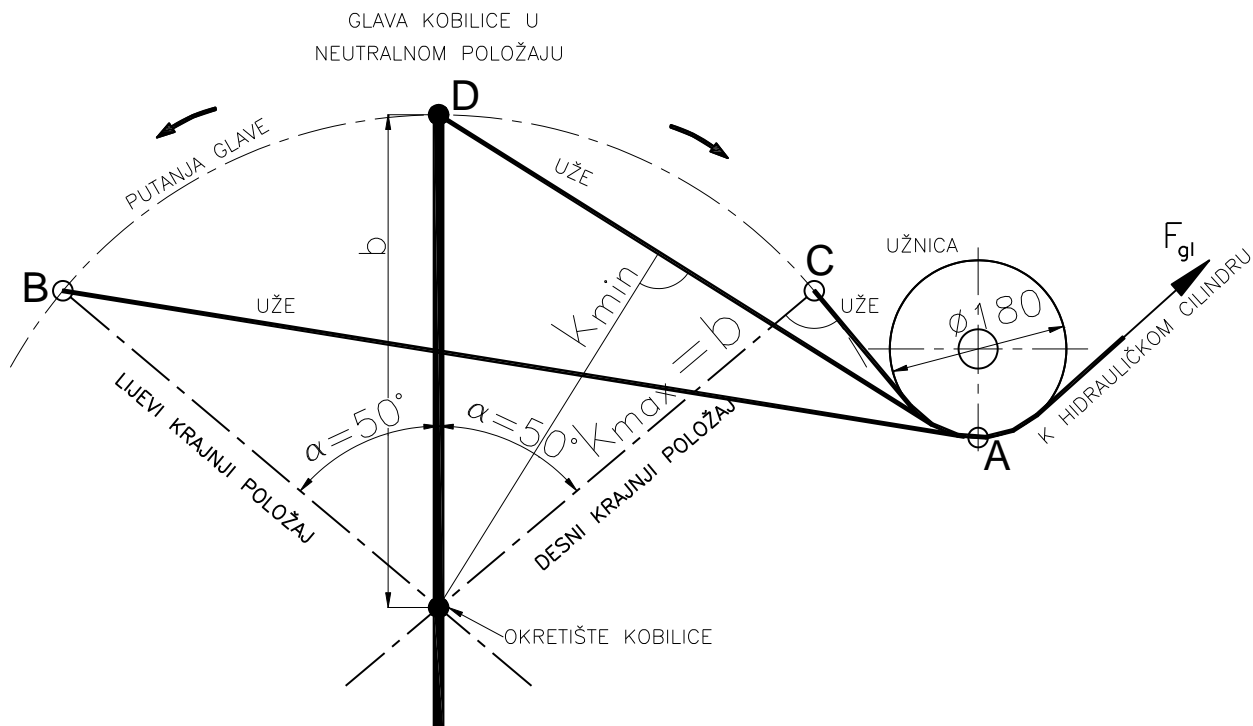 GLAVA KOBILICE U
NEUTRALNOM POLOŽAJU
D
PUTANJA GLAVE
b
UŽE
UŽNICA
F_gl
B
UŽE
C
UŽE
ø180
K HIDRAULIČKOM CILINDRU
Kmin
Kmax=b
A
α=50°
α=50°
LIJEVI KRAJNJI POLOŽAJ
DESNI KRAJNJI POLOŽAJ
OKRETIŠTE KOBILICE